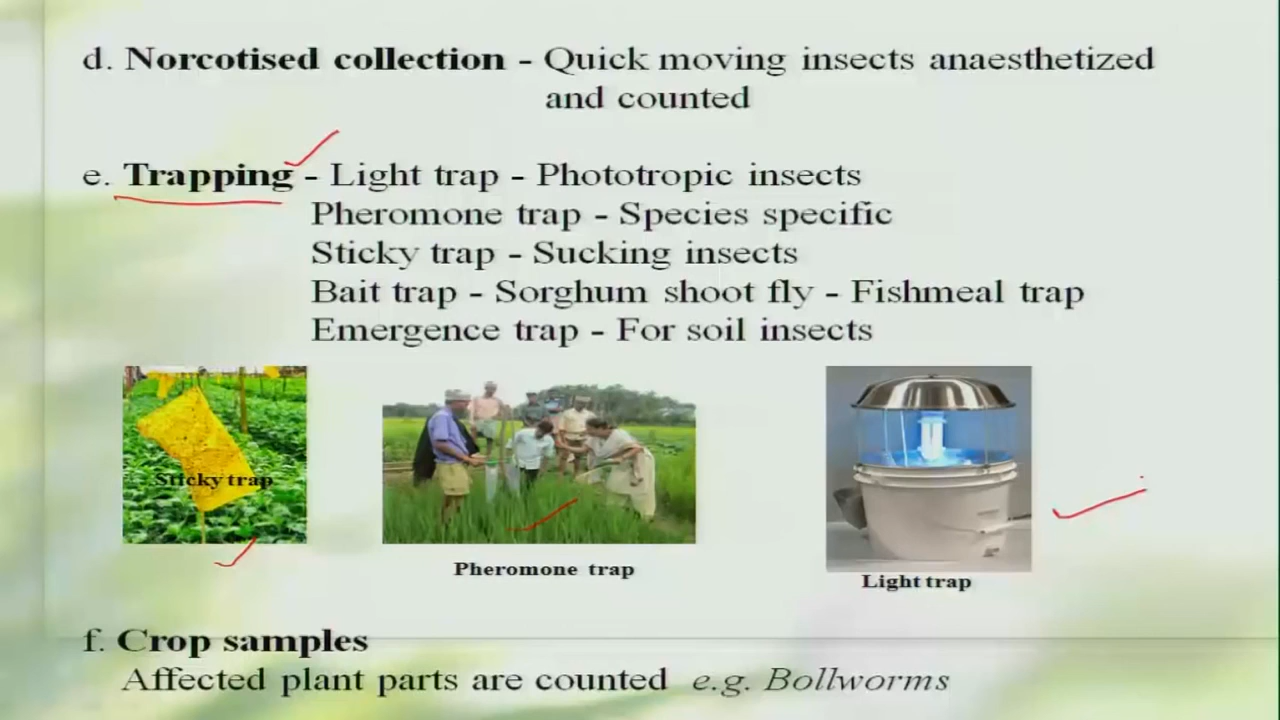 d. Norcotised collection - Quick moving insects anaesthetized
and counted
e. Trapping - Light trap - Phototropic insects
Pheromone trap - Species specific
Sticky trap - Sucking insects
Bait trap - Sorghum shoot fly - Fishmeal trap
Emergence trap - For soil insects
Sticky trap
Pheromone trap
Light trap
f. Crop samples
Affected plant parts are counted e.g. Bollworms